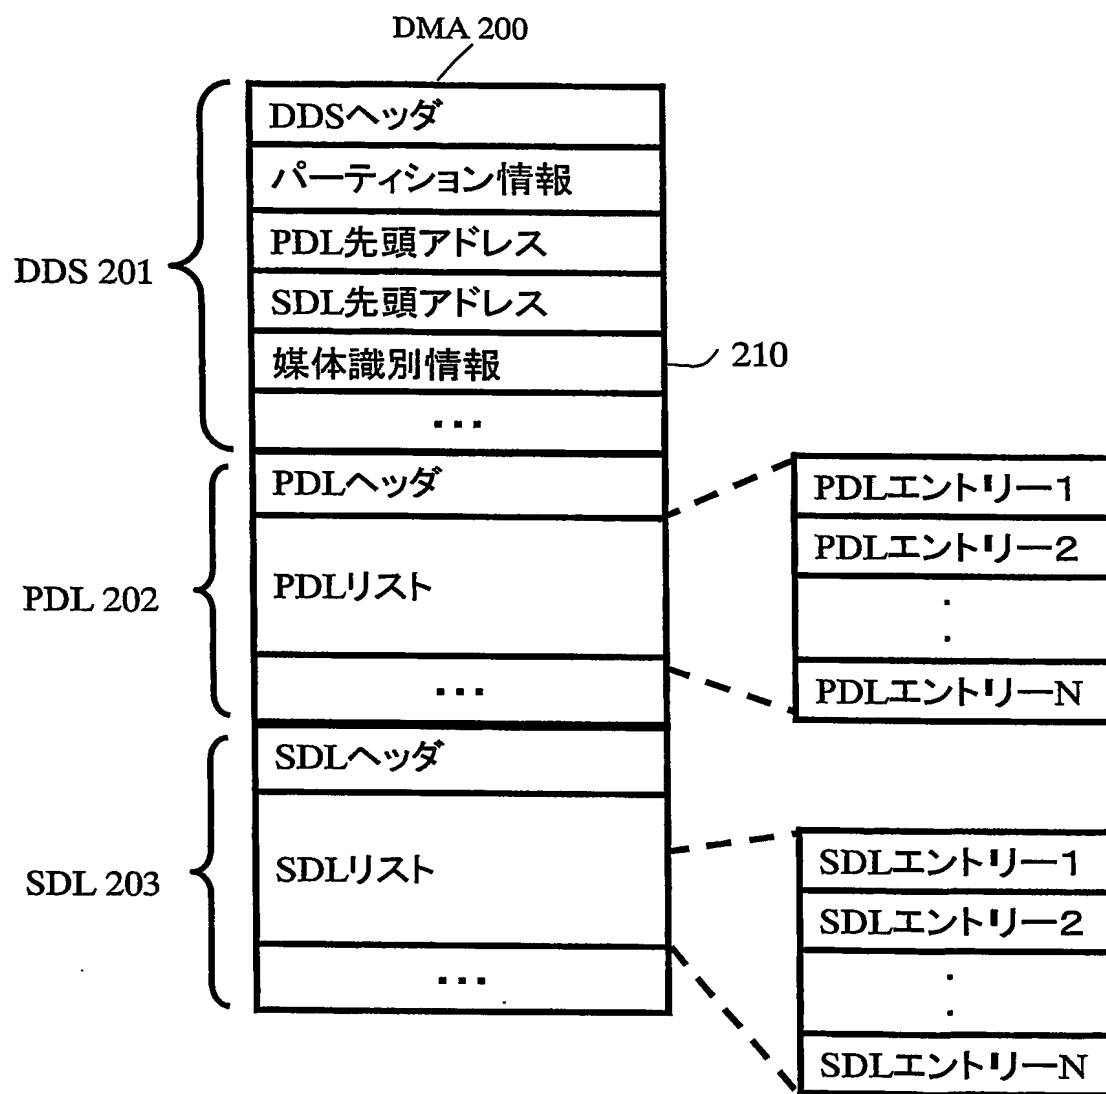 DMA 200
DDS 201
DDSヘッダ
パーティション情報
PDL先頭アドレス
SDL先頭アドレス
媒体識別情報
210
...
PDL 202
PDLヘッダ
PDLリスト
...
PDLエントリー1
PDLエントリー2
:
PDLエントリーN
SDL 203
SDLヘッダ
SDLリスト
...
SDLエントリー1
SDLエントリー2
:
SDLエントリーN